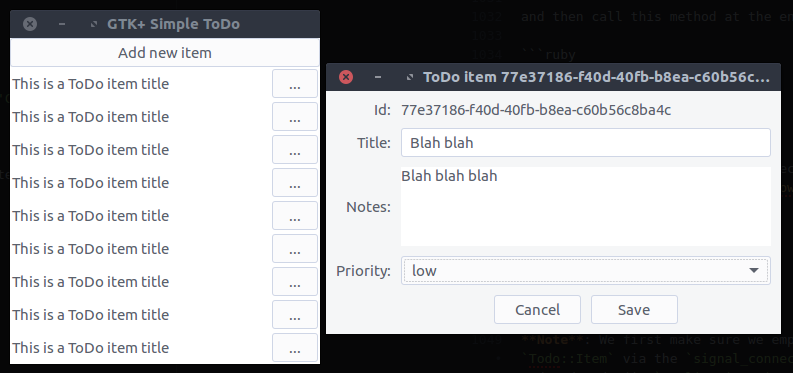 GTK+ Simple ToDo
Add new item
This is a ToDo item title ...
This is a ToDo item title ...
This is a ToDo item title ...
This is a ToDo item title ...
This is a ToDo item title ...
This is a ToDo item title ...
This is a ToDo item title ...
This is a ToDo item title ...
This is a ToDo item title ...
and then call this method at the en
```ruby
ToDo item 77e37186-f40d-40fb-b8ea-c60b56c...
Id: 77e37186-f40d-40fb-b8ea-c60b56c8ba4c
Title: Blah blah
Notes: Blah blah blah
Priority: low
Cancel Save
**Note**: We first make sure we emp
`Todo::Item` via the `signal_connec